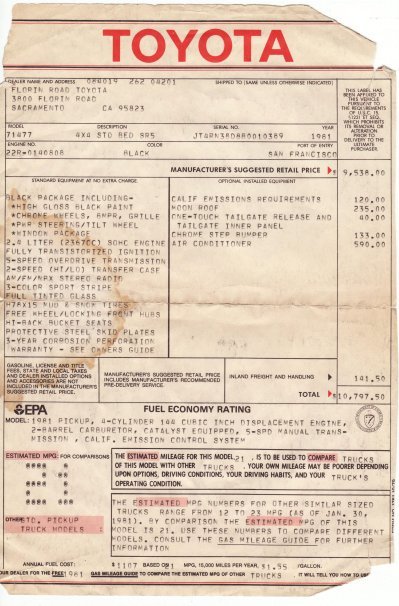 TOYOTA
DEALER NAME AND ADDRESS 084019 262 04201 SHIPPED TO (SAME UNLESS OTHERWISE INDICATED)
FLORIN ROAD TOYOTA
3800 FLORIN ROAD
SACRAMENTO CA 95823
THIS LABEL HAS
BEEN AFFIXED TO
THIS VEHICLE
PURSUANT TO THE
REQUIREMENTS
OF U.S.C. 15,
1231 ET SEQ.,
WHICH PROHIBITS
ITS REMOVAL OR
ALTERATION
PRIOR TO
DELIVERY TO THE
ULTIMATE
PURCHASER.
MODEL DESCRIPTION SERIAL NO. YEAR
71477 4X4 STD BED SR5 1981
ENGINE NO. COLOR PORT OF ENTRY
22R-0140808 BLACK SAN FRANCISCO
MANUFACTURER'S SUGGESTED RETAIL PRICE $ 9,538.00
STANDARD EQUIPMENT AT NO EXTRA CHARGE OPTIONAL INSTALLED EQUIPMENT
BLACK PACKAGE INCLUDING- CALIF EMISSIONS REQUIREMENTS 120.00
*HIGH GLOSS BLACK PAINT MOON ROOF 235.00
*CHROME WHEELS, BMPR, GRILLE ONE-TOUCH TAILGATE RELEASE AND 40.00
*PWR STEERING/TILT WHEEL TAILGATE INNER PANEL
*WINDOW PACKAGE CHROME STEP BUMPER 133.00
2.4 LITER (2367CC) SOHC ENGINE AIR CONDITIONER 590.00
FULLY TRANSISTORIZED IGNITION
5-SPEED OVERDRIVE TRANSMISSION
2-SPEED (HI/LO) TRANSFER CASE
AM/FM/MPX STEREO RADIO
3-COLOR SPORT STRIPE
FULL TINTED GLASS
H78X15 MUD & SNOW TIRES
FREE WHEEL/LOCKING FRONT HUBS
HI-BACK BUCKET SEATS
PROTECTIVE STEEL SKID PLATES
3-YEAR CORROSION PERFORATION
WARRANTY - SEE OWNERS GUIDE
GASOLINE, LICENSE AND TITLE
FEES, STATE AND LOCAL TAXES
AND DEALER INSTALLED OPTIONS
AND ACCESSORIES ARE NOT
INCLUDED IN THE MANUFACTURER'S
SUGGESTED RETAIL PRICE.
MANUFACTURER'S SUGGESTED RETAIL PRICE
INCLUDES MANUFACTURER'S RECOMMENDED
PRE-DELIVERY SERVICE.
INLAND FREIGHT AND HANDLING 141.50
TOTAL $ 10,797.50
EPA FUEL ECONOMY RATING
MODEL: 1981 PICKUP, 4-CYLINDER 144 CUBIC INCH DISPLACEMENT ENGINE,
2-BARREL CARBURETOR, CATALYST EQUIPPED, 5-SPD MANUAL TRANS-
MISSION, CALIF. EMISSION CONTROL SYSTEM
ESTIMATED MPG: FOR COMPARISONS
THE ESTIMATED MILEAGE FOR THIS MODEL, 21, IS TO BE USED TO COMPARE TRUCKS
OF THIS MODEL WITH OTHER TRUCKS. YOUR OWN MILEAGE MAY BE POORER DEPENDING
UPON OPTIONS, DRIVING CONDITIONS, YOUR DRIVING HABITS, AND YOUR TRUCK'S
OPERATING CONDITION.
OTHER STD. PICKUP
TRUCK MODELS:
THE ESTIMATED MPG NUMBERS FOR OTHER SIMILAR SIZED
TRUCKS RANGE FROM 12 TO 23 MPG (AS OF JAN. 30,
1981). BY COMPARISON THE ESTIMATED MPG OF THIS
MODEL IS 21. USE THESE NUMBERS TO COMPARE DIFFERENT
MODELS. CONSULT THE GAS MILEAGE GUIDE FOR FURTHER
INFORMATION
ANNUAL FUEL COST: $1107 BASED ON 21 MPG, 15,000 MILES PER YEAR, $1.55 /GALLON.
YOUR DEALER FOR THE FREE 1981 GAS MILEAGE GUIDE TO COMPARE ESTIMATED MPG OF OTHER TRUCKS. IT WILL TELL YOU HOW TO USE